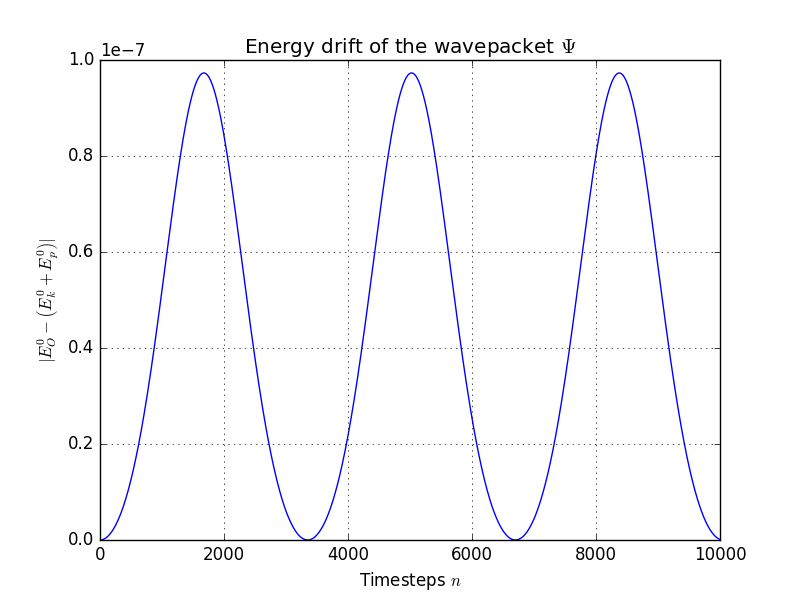 Energy drift of the wavepacket Ψ
1e−7
1.0
0.8
0.6
0.4
0.2
0.0
|E_O^0 − (E_k^0 + E_p^0)|
0 2000 4000 6000 8000 10000
Timesteps n